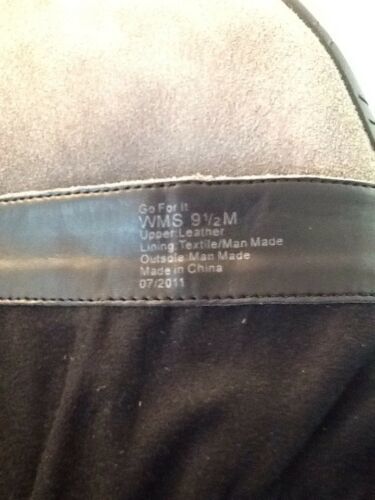 Go For It
WMS 9½M
Upper:Leather
Lining:Textile/Man Made
Outsole:Man Made
Made in China
07/2011